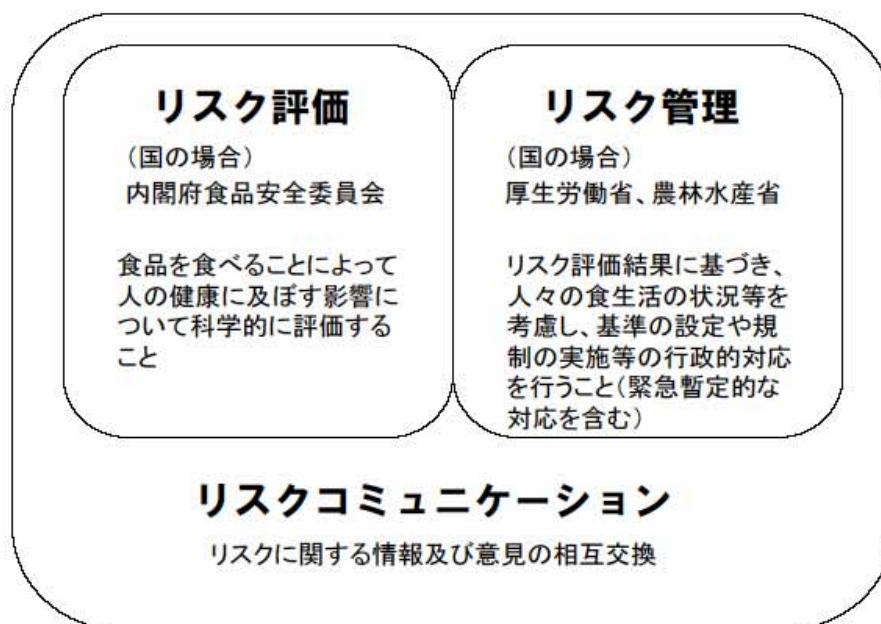 リスク評価
（国の場合）
内閣府食品安全委員会
食品を食べることによって
人の健康に及ぼす影響に
ついて科学的に評価する
こと
リスク管理
（国の場合）
厚生労働省、農林水産省
リスク評価結果に基づき、
人々の食生活の状況等を
考慮し、基準の設定や規
制の実施等の行政的対応
を行うこと（緊急暫定的な
対応を含む）
リスクコミュニケーション
リスクに関する情報及び意見の相互交換